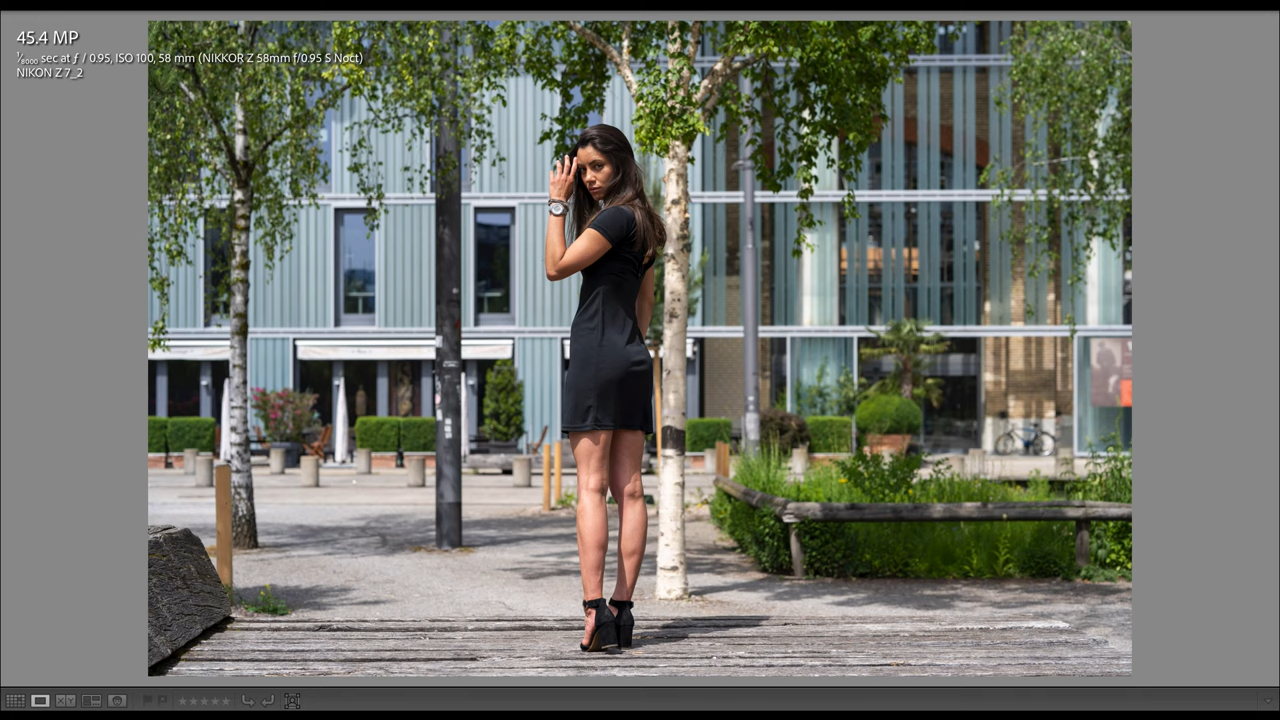 45.4 MP
1/8000 sec at ƒ / 0.95, ISO 100, 58 mm (NIKKOR Z 58mm f/0.95 S Noct)
NIKON Z 7_2
XY